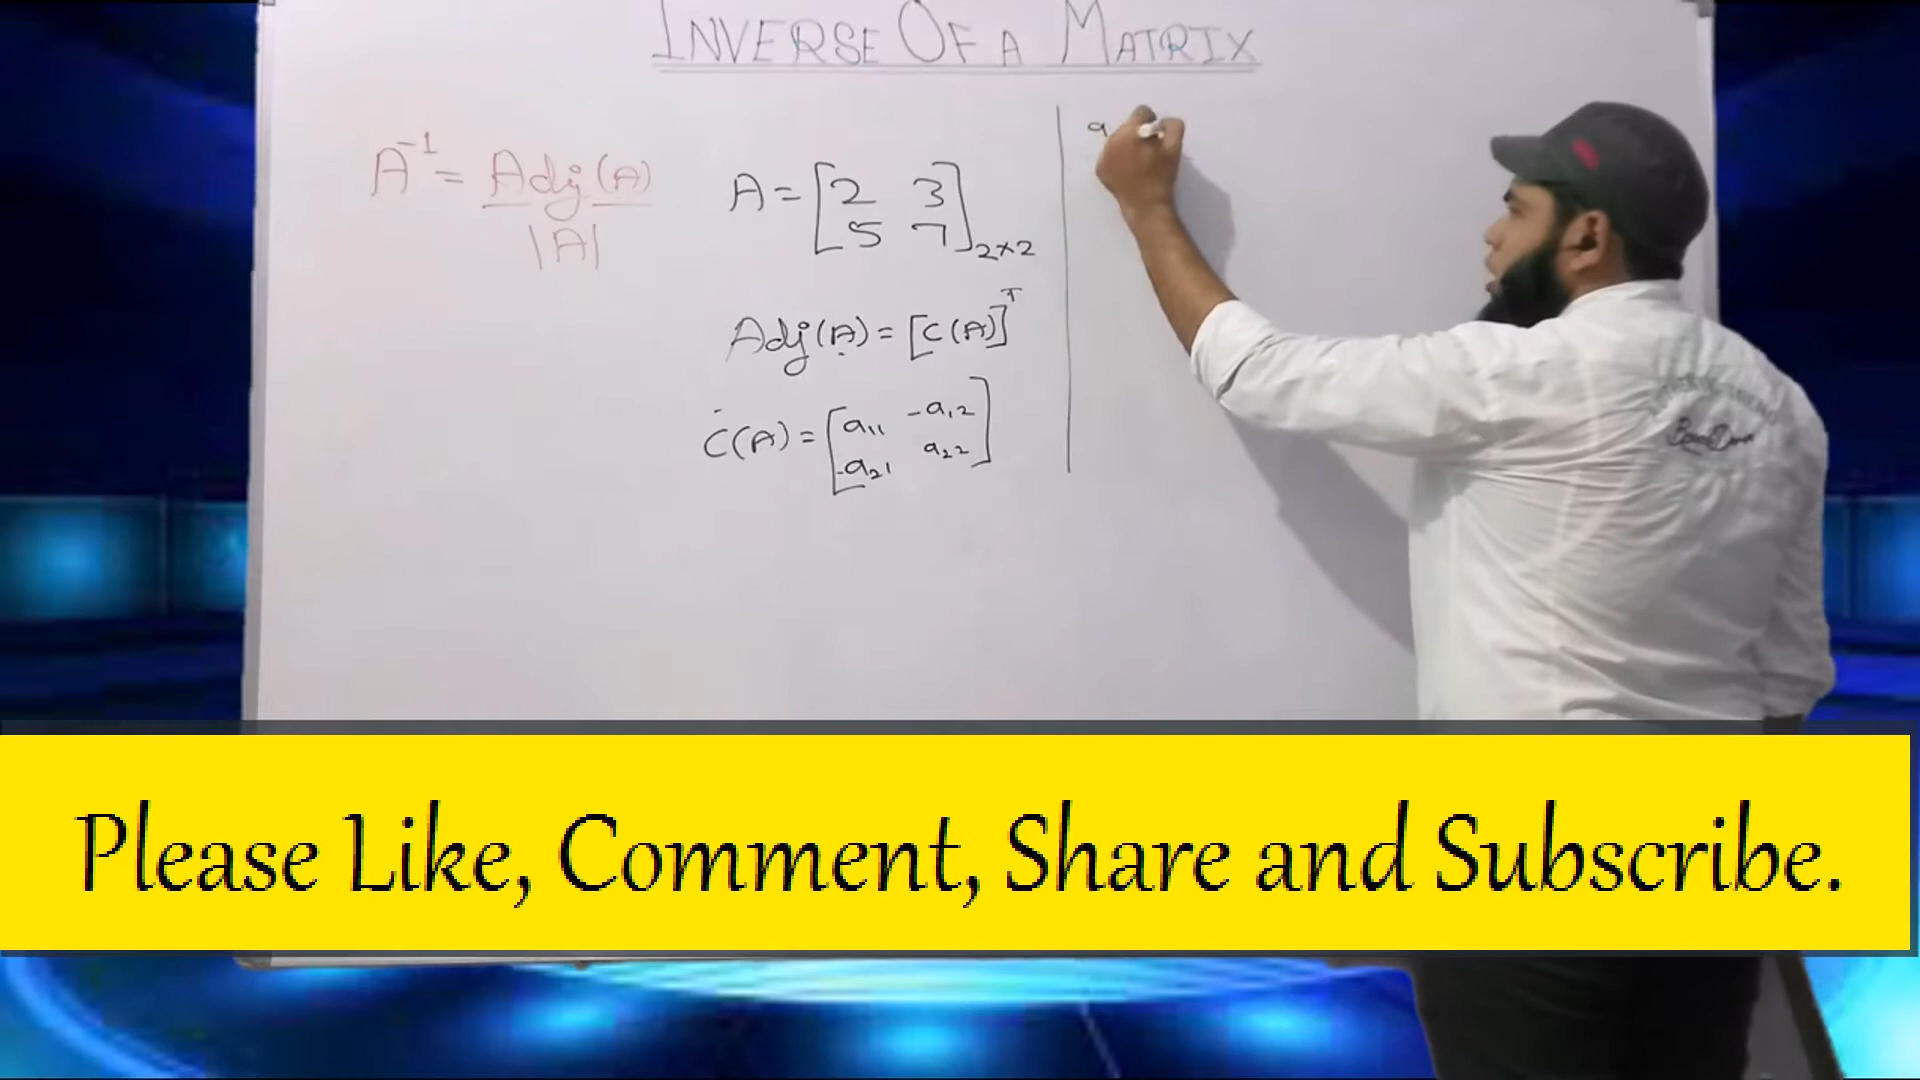 INVERSE OF A MATRIX
A⁻¹ = Adj(A)
|A|
A = [2 3
5 7]2×2
Adj(A) = [C(A)]ᵀ
C(A) = [a₁₁ -a₁₂
-a₂₁ a₂₂]
a
Please Like, Comment, Share and Subscribe.